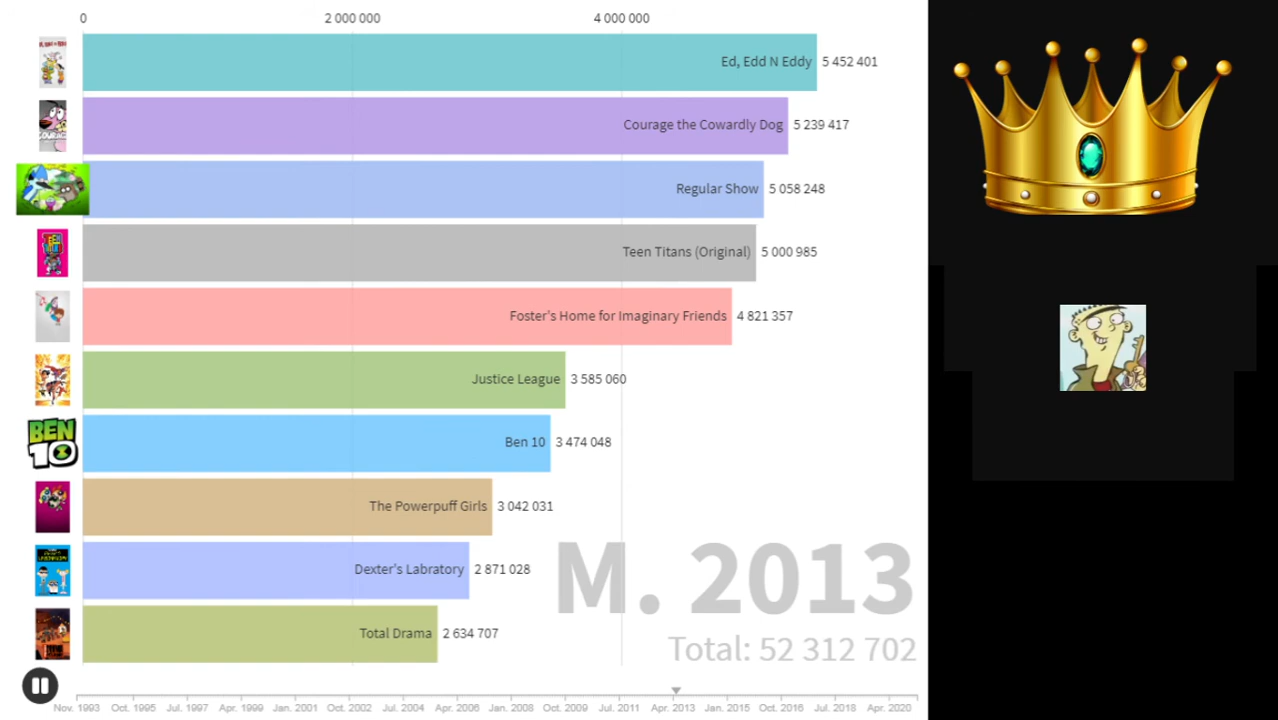 0 2 000 000 4 000 000
Ed, Edd N Eddy 5 452 401
Courage the Cowardly Dog 5 239 417
Regular Show 5 058 248
Teen Titans (Original) 5 000 985
Foster's Home for Imaginary Friends 4 821 357
Justice League 3 585 060
BEN 10
Ben 10 3 474 048
The Powerpuff Girls 3 042 031
Dexter's Labratory 2 871 028
Total Drama 2 634 707
M. 2013
Total: 52 312 702
Nov. 1993 Oct. 1995 Jul. 1997 Apr. 1999 Jan. 2001 Oct. 2002 Jul. 2004 Apr. 2006 Jan. 2008 Oct. 2009 Jul. 2011 Apr. 2013 Jan. 2015 Oct. 2016 Jul. 2018 Apr. 2020